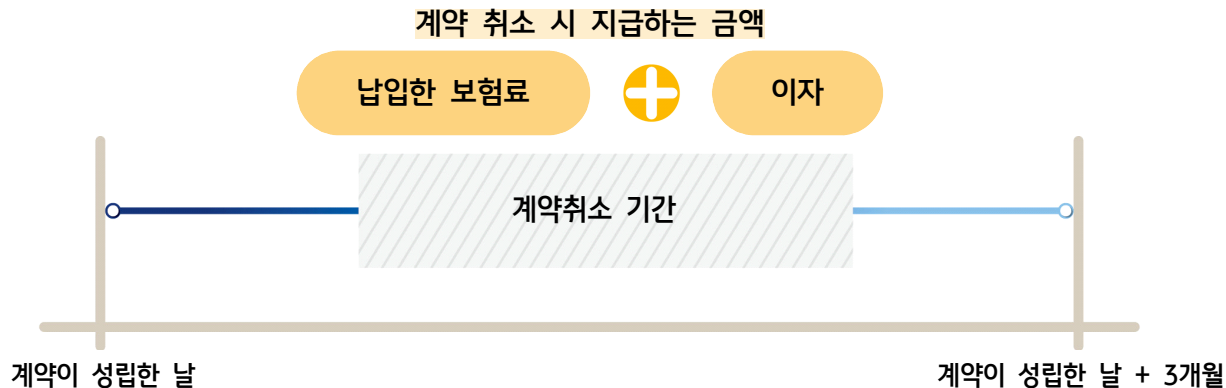 계약 취소 시 지급하는 금액
납입한 보험료 + 이자
계약취소 기간
계약이 성립한 날
계약이 성립한 날 + 3개월